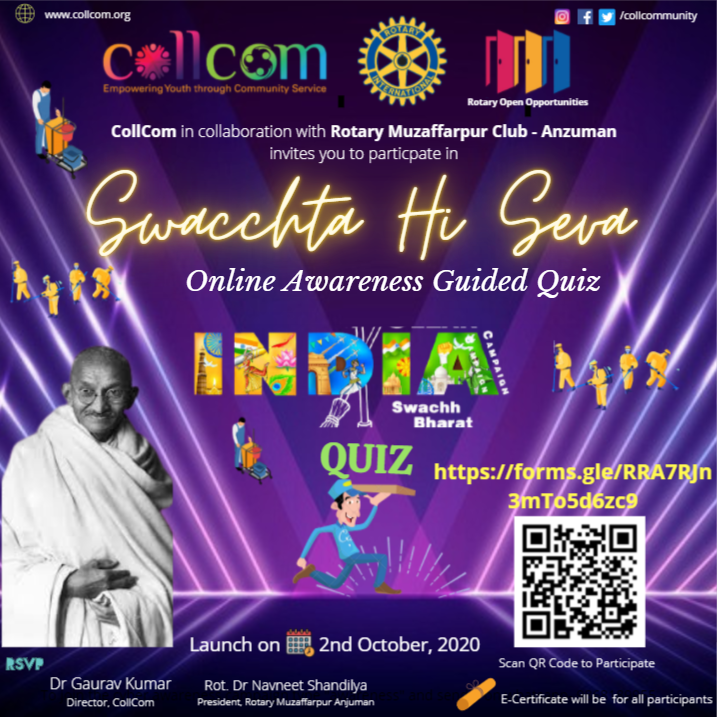 www.collcom.org
/collcommunity
collcom
Empowering Youth through Community Service
ROTARY
INTERNATIONAL
Rotary Open Opportunities
CollCom in collaboration with Rotary Muzaffarpur Club - Anzuman
invites you to particpate in
Swacchta Hi Seva
Online Awareness Guided Quiz
INDIA
CAMPAIGN
Swachh
Bharat
QUIZ
https://forms.gle/RRA7RJn
3mTo5d6zc9
Launch on 2nd October, 2020
Scan QR Code to Participate
RSVP
Dr Gaurav Kumar
Director, CollCom
Rot. Dr Navneet Shandilya
President, Rotary Muzaffarpur Anjuman
E-Certificate will be for all participants